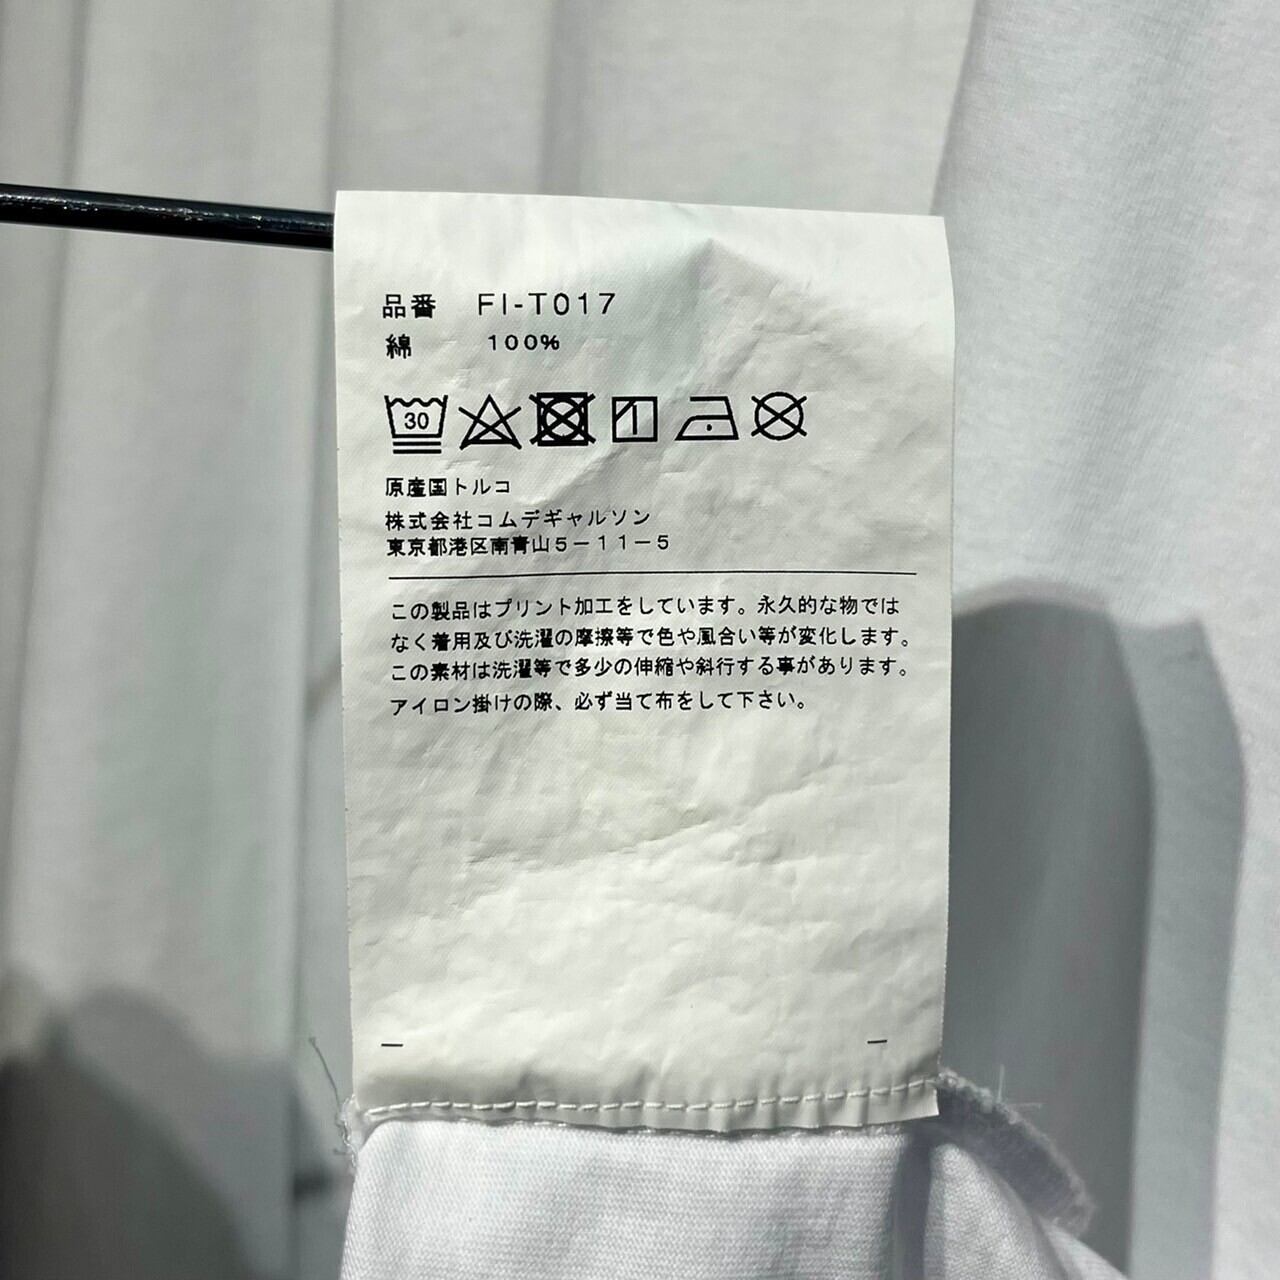 品番 FI-T017
綿 100%
30
原産国トルコ
株式会社コムデギャルソン
東京都港区南青山5－11－5
この製品はプリント加工をしています。永久的な物では
なく着用及び洗濯の摩擦等で色や風合い等が変化します。
この素材は洗濯等で多少の伸縮や斜行する事があります。
アイロン掛けの際、必ず当て布をして下さい。